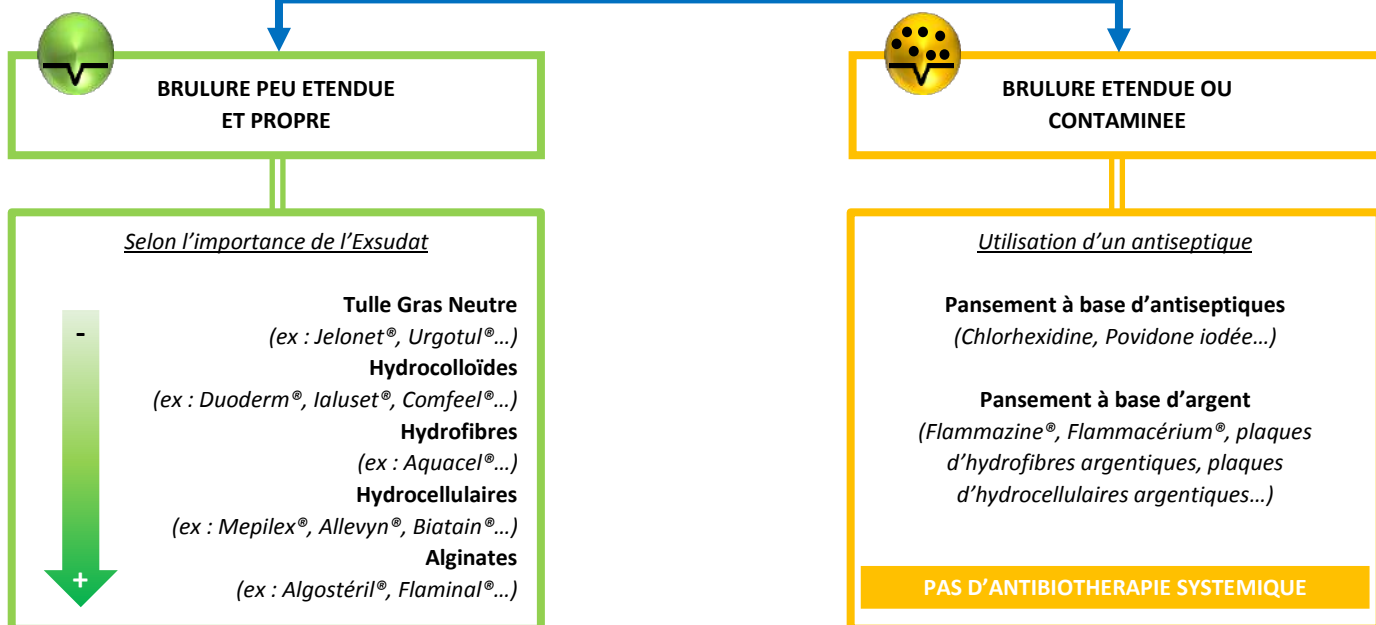 BRULURE PEU ETENDUE
ET PROPRE
Selon l’importance de l’Exsudat
-
Tulle Gras Neutre
(ex : Jelonet®, Urgotul®…)
Hydrocolloïdes
(ex : Duoderm®, Ialuset®, Comfeel®…)
Hydrofibres
(ex : Aquacel®…)
Hydrocellulaires
(ex : Mepilex®, Allevyn®, Biatain®…)
Alginates
+
(ex : Algostéril®, Flaminal®…)
BRULURE ETENDUE OU
CONTAMINEE
Utilisation d’un antiseptique
Pansement à base d’antiseptiques
(Chlorhexidine, Povidone iodée…)
Pansement à base d’argent
(Flammazine®, Flammacérium®, plaques
d’hydrofibres argentiques, plaques
d’hydrocellulaires argentiques…)
PAS D’ANTIBIOTHERAPIE SYSTEMIQUE